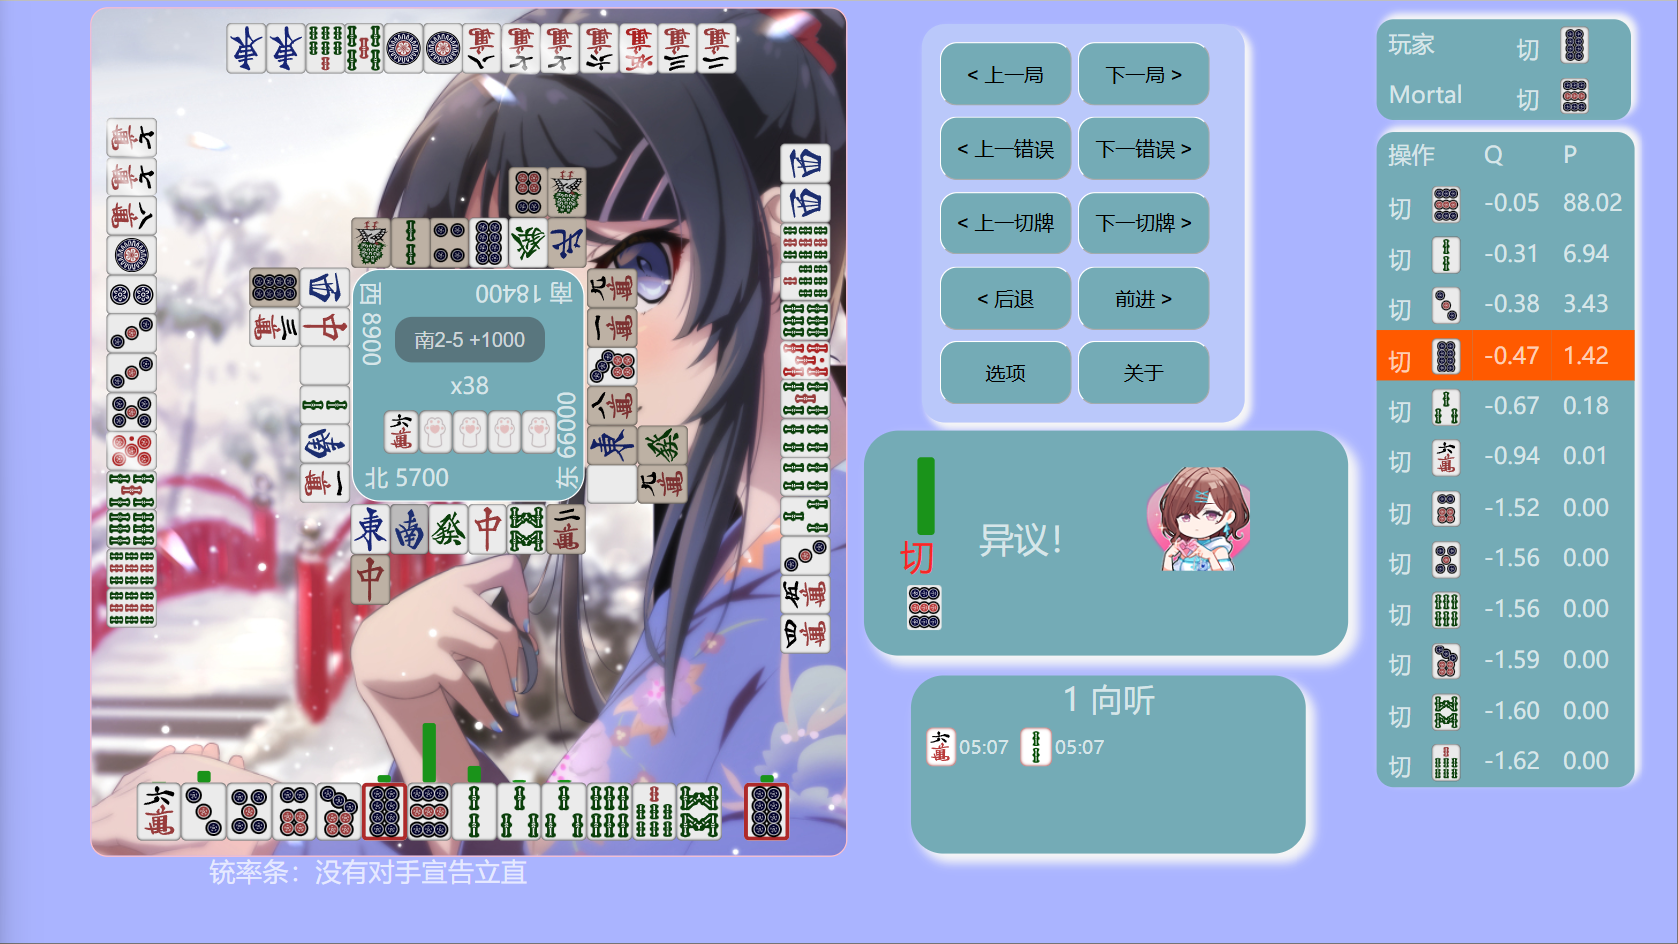 西 8900
南 18400
南2-5 +1000
x38
北 5700
东 66000
铳率条：没有对手宣告立直
< 上一局
下一局 >
< 上一错误
下一错误 >
< 上一切牌
下一切牌 >
< 后退
前进 >
选项
关于
切
异议！
1 向听
05:07
05:07
玩家 切
Mortal 切
操作 Q P
切 -0.05 88.02
切 -0.31 6.94
切 -0.38 3.43
切 -0.47 1.42
切 -0.67 0.18
切 -0.94 0.01
切 -1.52 0.00
切 -1.56 0.00
切 -1.56 0.00
切 -1.59 0.00
切 -1.60 0.00
切 -1.62 0.00